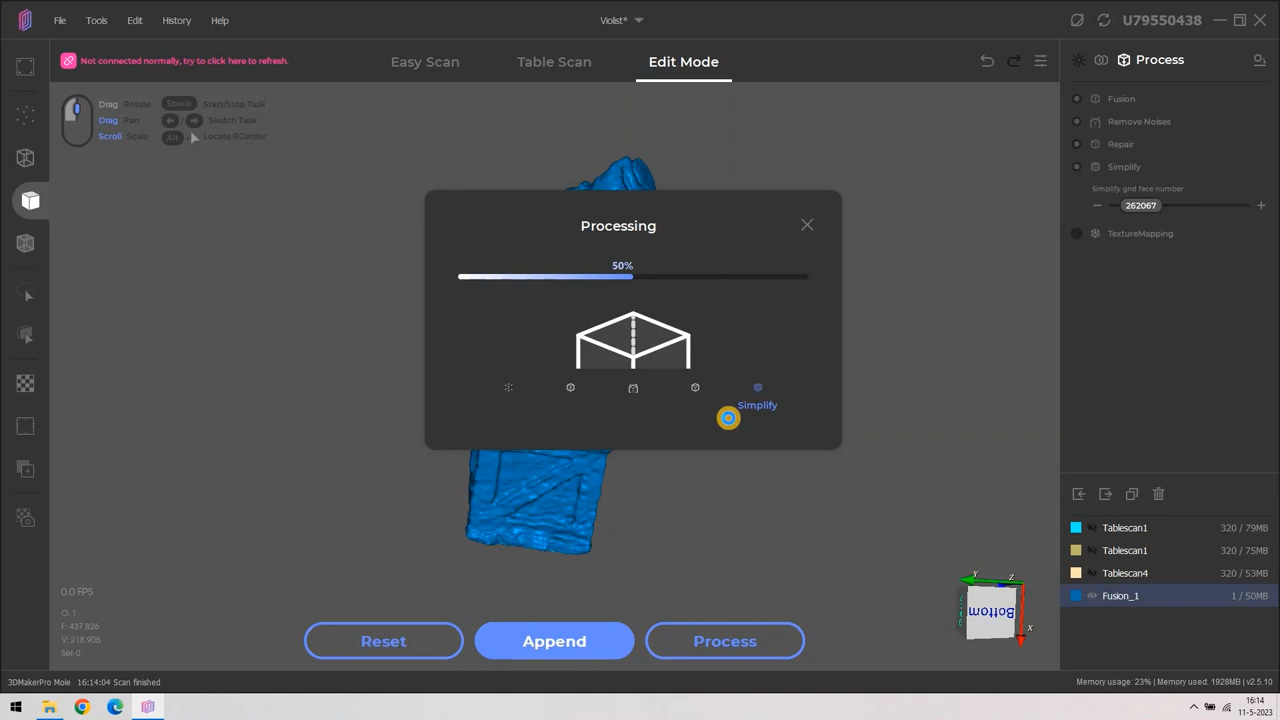 File Tools Edit History Help
Violist*
U79550438
Not connected normally, try to click here to refresh.
Easy Scan Table Scan Edit Mode
Process
Drag Rotate Space Start/Stop Task
Drag Pan / Switch Task
Scroll Scale Alt Locate RCenter
Fusion
Remove Noises
Repair
Simplify
Simplify grid face number
262067
TextureMapping
Processing
50%
Simplify
Tablescan1 320 / 79MB
Tablescan1 320 / 75MB
Tablescan4 320 / 53MB
Fusion_1 1 / 50MB
0.0 FPS
O: 1
F: 437,826
V: 218,905
Sel: 0
Y Z
Bottom
X
Reset Append Process
3DMakerPro Mole 16:14:04 Scan finished
Memory usage: 23% | Memory used: 1928MB | v2.5.10
16:14
11-5-2023